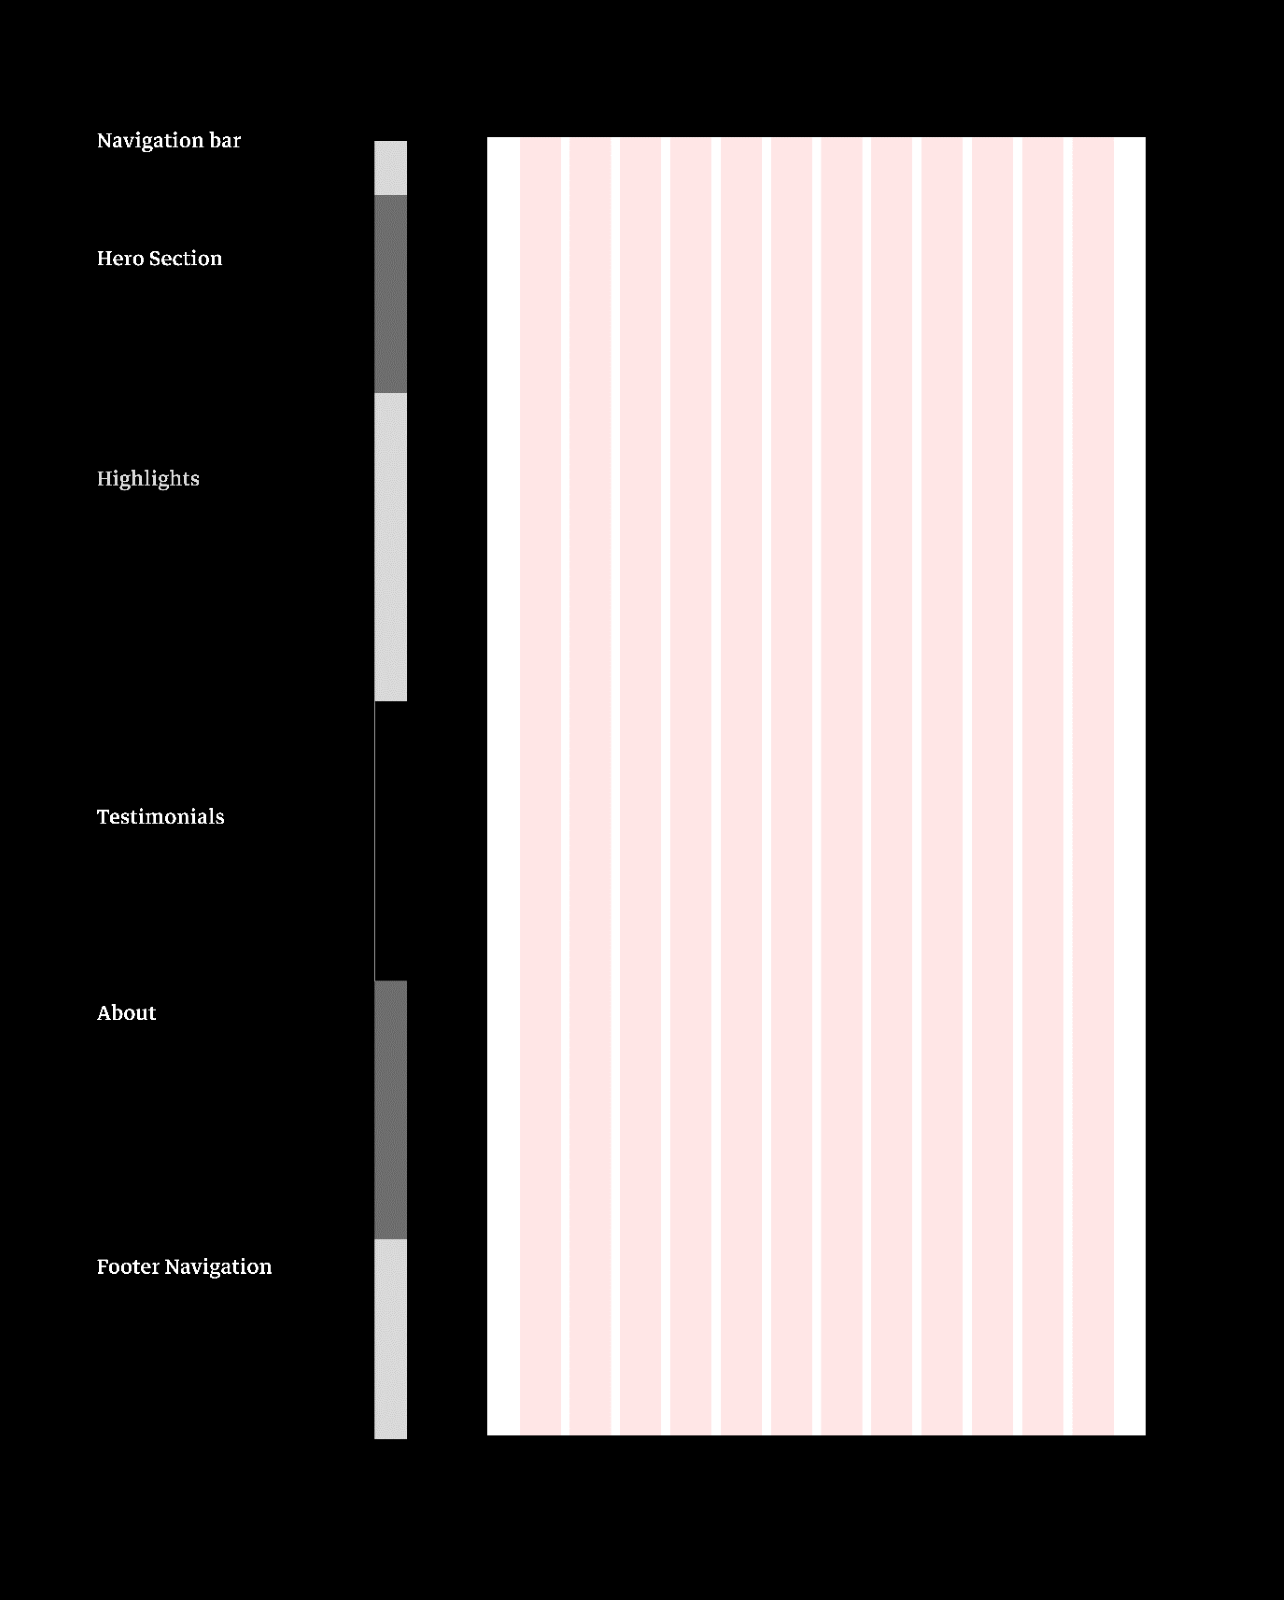 Navigation bar
Hero Section
Highlights
Testimonials
About
Footer Navigation